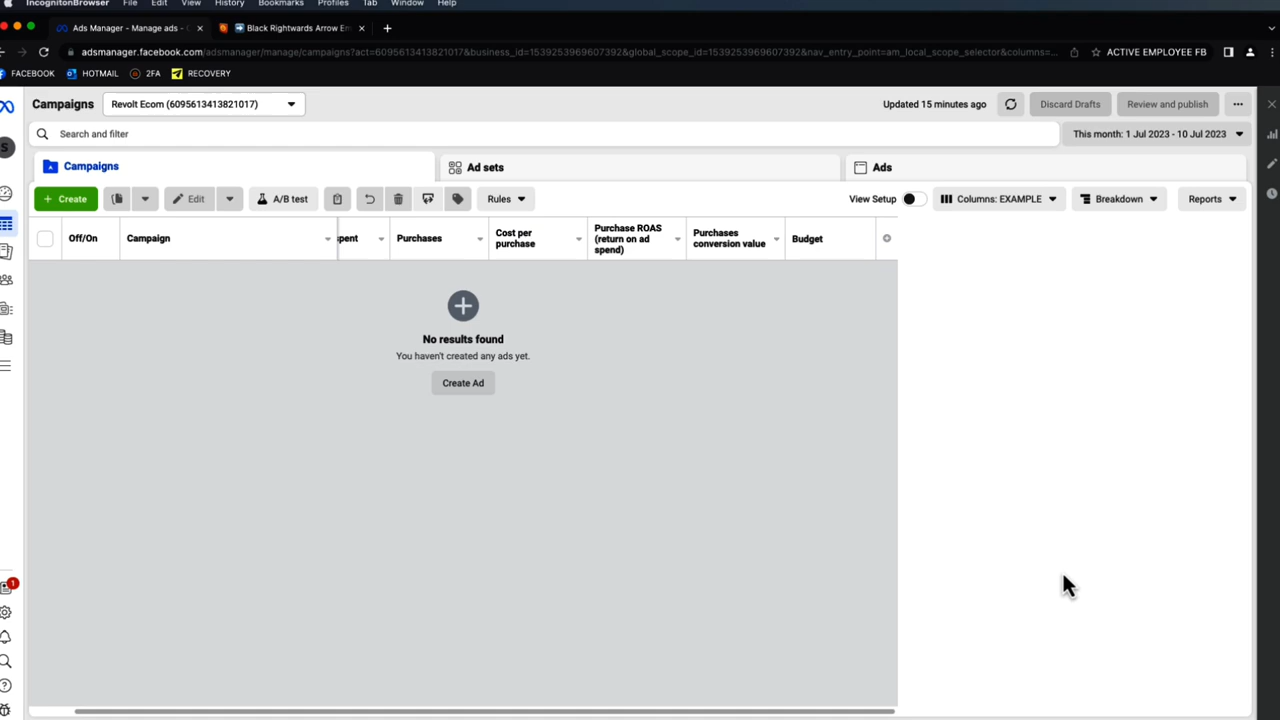 IncognitonBrowser File Edit View History Bookmarks Profiles Tab Window Help
Ads Manager - Manage ads - Black Rightwards Arrow Em
adsmanager.facebook.com/adsmanager/manage/campaigns?act=6095613413821017&business_id=1539253969607392&global_scope_id=1539253969607392&nav_entry_point=am_local_scope_selector&columns=... ACTIVE EMPLOYEE FB
FACEBOOK HOTMAIL 2FA RECOVERY
Campaigns Revolt Ecom (6095613413821017) Updated 15 minutes ago Discard Drafts Review and publish
Search and filter This month: 1 Jul 2023 - 10 Jul 2023
S
Campaigns Ad sets Ads
Create Edit A/B test Rules View Setup Columns: EXAMPLE Breakdown Reports
Off/On Campaign spent Purchases Cost per purchase Purchase ROAS (return on ad spend) Purchases conversion value Budget
No results found
You haven't created any ads yet.
Create Ad
1